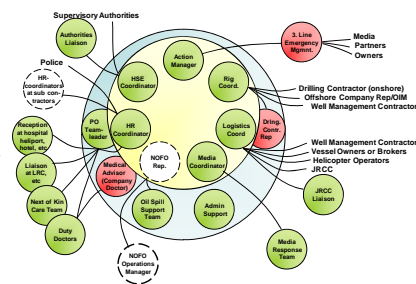 Supervisory Authorities
Authorities
Liaison
Police
HR-
coordinators
at sub con-
tractors
Reception
at hospital
heliport,
hotel, etc
Liaison
at LRC,
etc
Next of Kin
Care Team
Duty
Doctors
HSE
Coordinator
Action
Manager
Rig
Coord.
PO
Team-
leader
HR
Coordinator
Logistics
Coord
Drlng.
Contr.
Rep
NOFO
Rep.
Medical
Advisor
(Company
Doctor)
Media
Coordinator
Oil Spill
Support
Team
Admin
Support
NOFO
Operations
Manager
3. Line
Emergency
Mgmnt.
Media
Partners
Owners
Drilling Contractor (onshore)
Offshore Company Rep/OIM
Well Management Contractor
Well Management Contractor
Vessel Owners or Brokers
Helicopter Operators
JRCC
JRCC
Liaison
Media
Response
Team